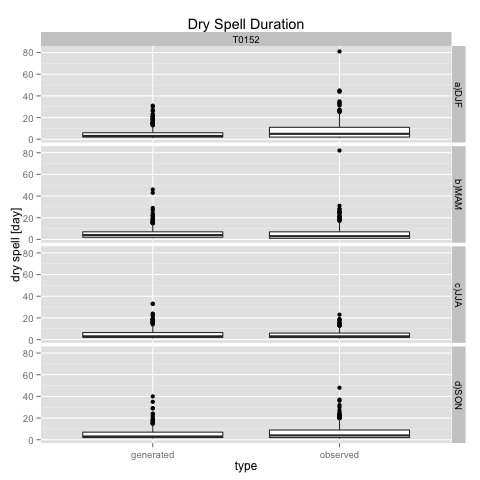 Dry Spell Duration
T0152
80
60
40
20
0
a)DJF
80
60
40
20
0
b)MAM
80
60
40
20
0
c)JJA
80
60
40
20
0
d)SON
dry spell [day]
generated observed
type